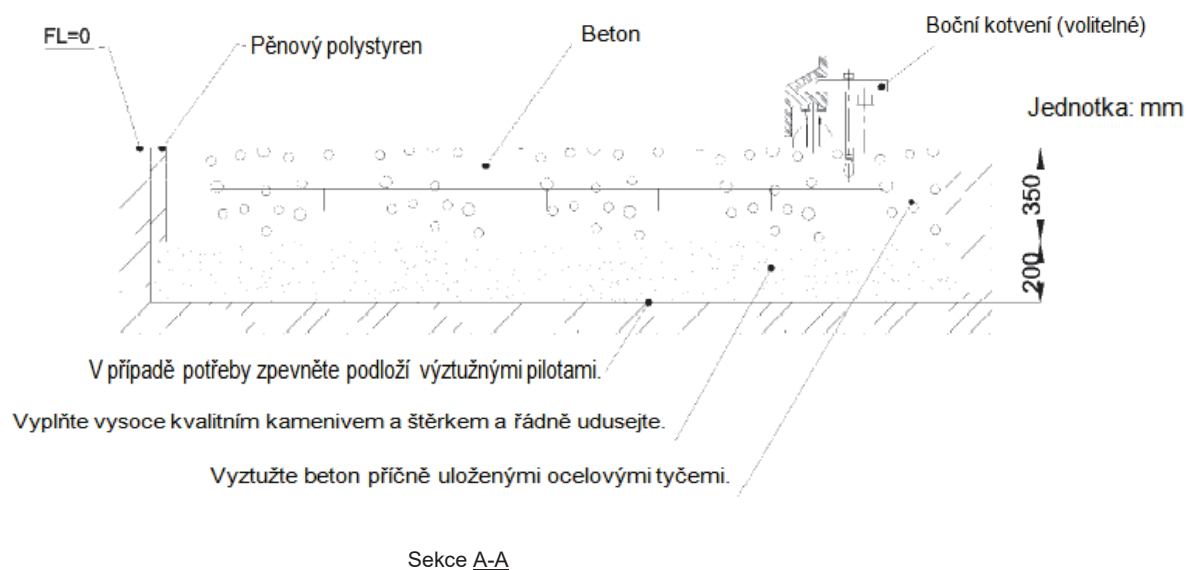 FL=0
Pěnový polystyren
Beton
Boční kotvení (volitelné)
Jednotka: mm
350
200
V případě potřeby zpevněte podloží výztužnými pilotami.
Vyplňte vysoce kvalitním kamenivem a štěrkem a řádně udusejte.
Vyztužte beton příčně uloženými ocelovými tyčemi.
Sekce A-A